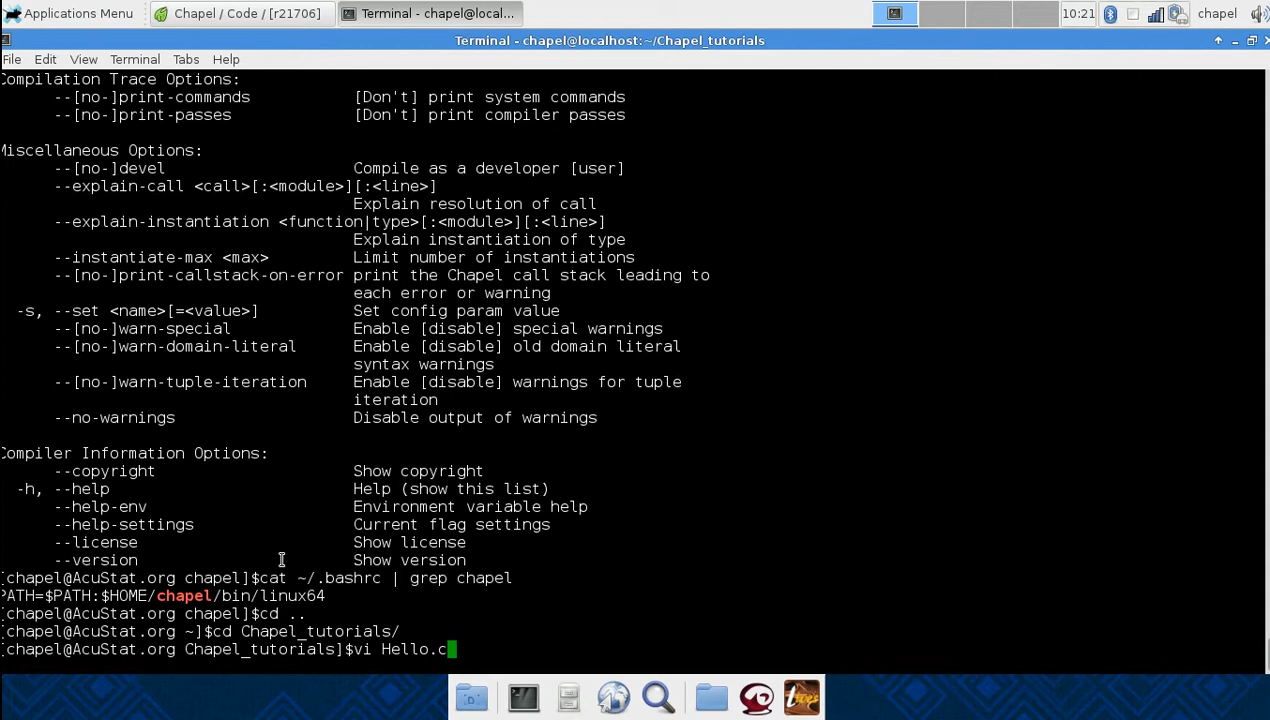 Applications Menu
Chapel / Code / [r21706]
Terminal - chapel@local...
10:21
chapel
Terminal - chapel@localhost:~/Chapel_tutorials
File Edit View Terminal Tabs Help
Compilation Trace Options:
--[no-]print-commands [Don't] print system commands
--[no-]print-passes [Don't] print compiler passes
Miscellaneous Options:
--[no-]devel Compile as a developer [user]
--explain-call <call>[:<module>][:<line>]
Explain resolution of call
--explain-instantiation <function|type>[:<module>][:<line>]
Explain instantiation of type
--instantiate-max <max> Limit number of instantiations
--[no-]print-callstack-on-error print the Chapel call stack leading to
each error or warning
-s, --set <name>[=<value>] Set config param value
--[no-]warn-special Enable [disable] special warnings
--[no-]warn-domain-literal Enable [disable] old domain literal
syntax warnings
--[no-]warn-tuple-iteration Enable [disable] warnings for tuple
iteration
--no-warnings Disable output of warnings
Compiler Information Options:
--copyright Show copyright
-h, --help Help (show this list)
--help-env Environment variable help
--help-settings Current flag settings
--license Show license
--version Show version
[chapel@AcuStat.org chapel]$cat ~/.bashrc | grep chapel
PATH=$PATH:$HOME/chapel/bin/linux64
[chapel@AcuStat.org chapel]$cd ..
[chapel@AcuStat.org ~]$cd Chapel_tutorials/
[chapel@AcuStat.org Chapel_tutorials]$vi Hello.c